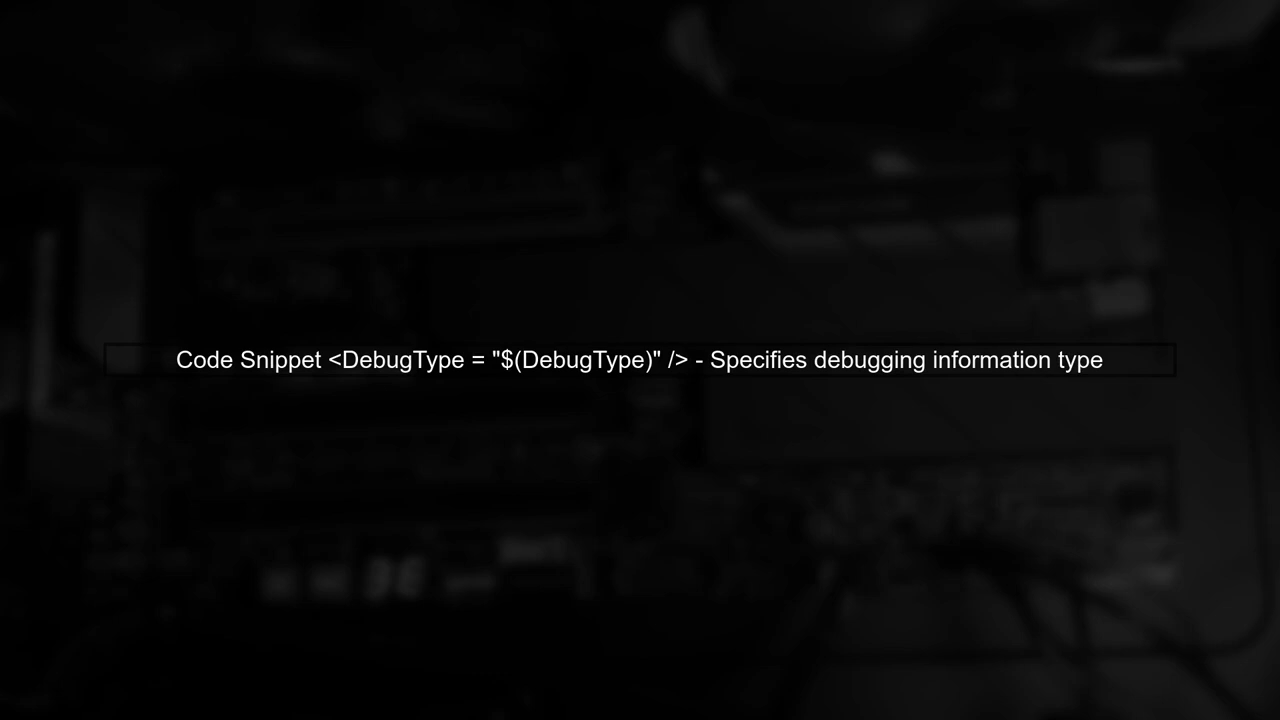 Code Snippet <DebugType = "$(DebugType)" /> - Specifies debugging information type